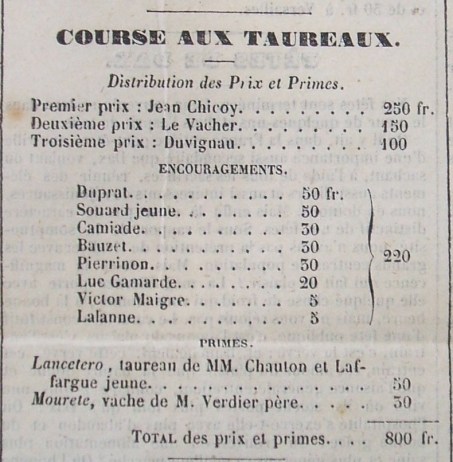 COURSE AUX TAUREAUX.
Distribution des Prix et Primes.
Premier prix : Jean Chicoy. . . . . . . . . 250 fr.
Deuxième prix : Le Vacher. . . . . . . . . 150
Troisième prix : Duvignau. . . . . . . . . 100
ENCOURAGEMENTS.
Duprat. . . . . . . . . 50 fr.
Souard jeune. . . . . . . 50
Camiade. . . . . . . . . 30
Bauzet. . . . . . . . . 30
Pierrinon. . . . . . . . 30
Luc Gamarde. . . . . . . 20
Victor Maigre. . . . . . 5
Lalanne. . . . . . . . . 5
220
PRIMES.
Lancetero, taureau de MM. Chauton et Laf-
fargue jeune. . . . . . . . . . . . . 50
Mourete, vache de M. Verdier père. . . . . 30
TOTAL des prix et primes. . . . 800 fr.